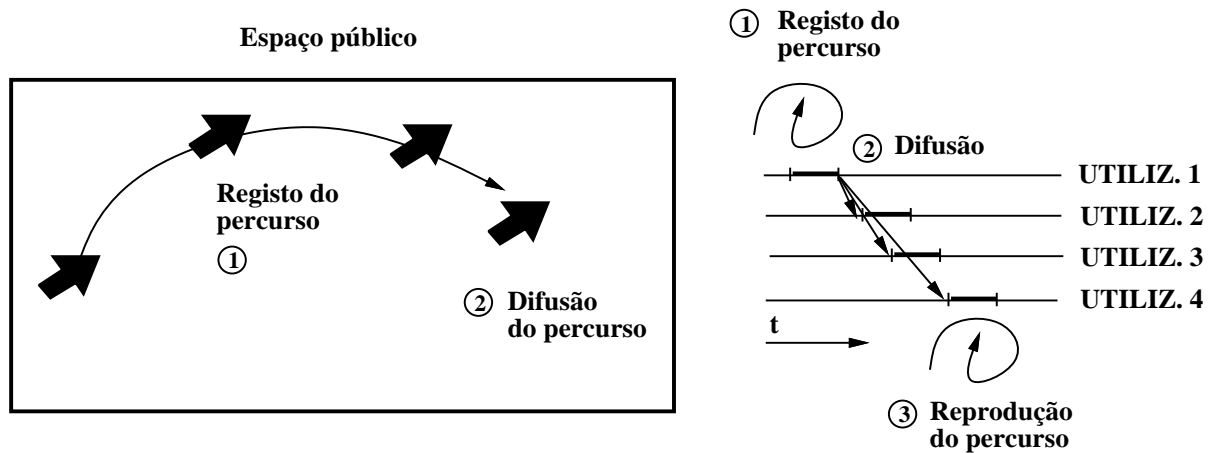 Espaço público
Registo do
percurso
1
2 Difusão
do percurso
1 Registo do
percurso
2 Difusão
UTILIZ. 1
UTILIZ. 2
UTILIZ. 3
UTILIZ. 4
t
3 Reprodução
do percurso